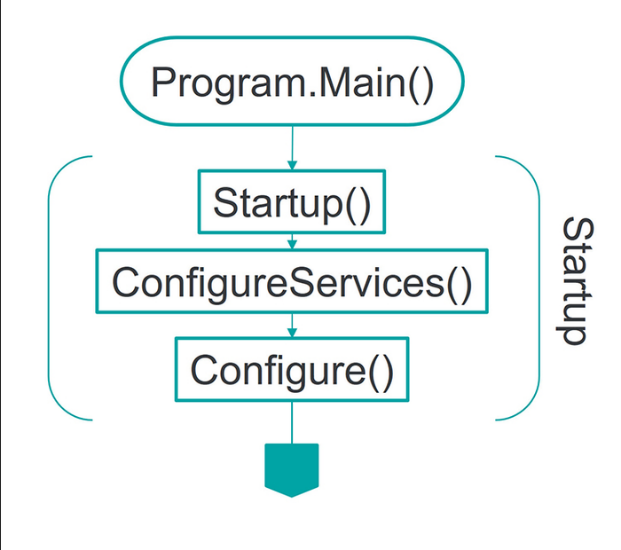 Program.Main()
Startup()
ConfigureServices()
Configure()
Startup